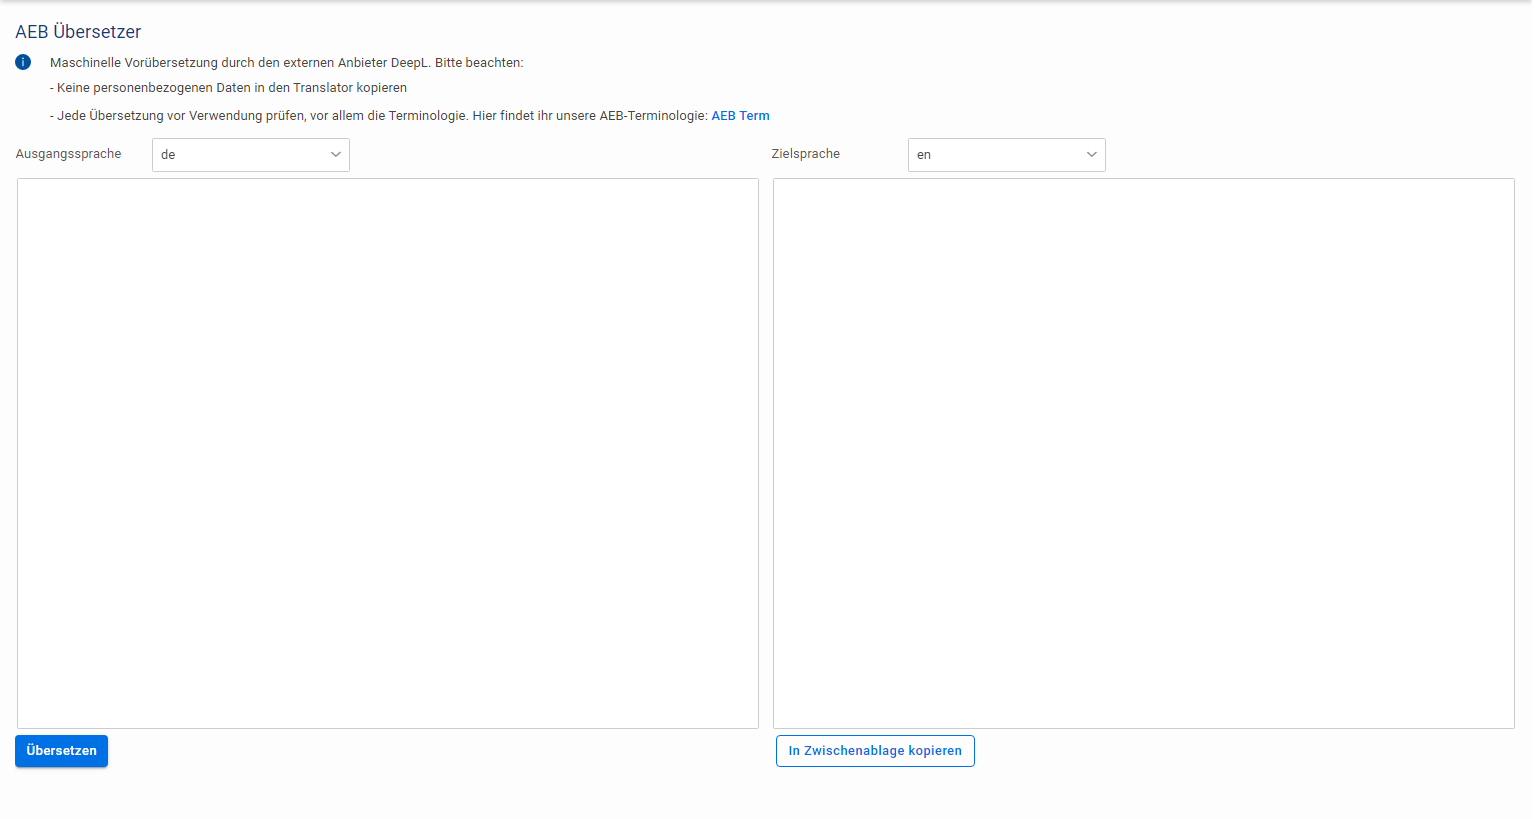 AEB Übersetzer
Maschinelle Vorübersetzung durch den externen Anbieter DeepL. Bitte beachten:
- Keine personenbezogenen Daten in den Translator kopieren
- Jede Übersetzung vor Verwendung prüfen, vor allem die Terminologie. Hier findet ihr unsere AEB-Terminologie: AEB Term
Ausgangssprache de Zielsprache en
Übersetzen In Zwischenablage kopieren